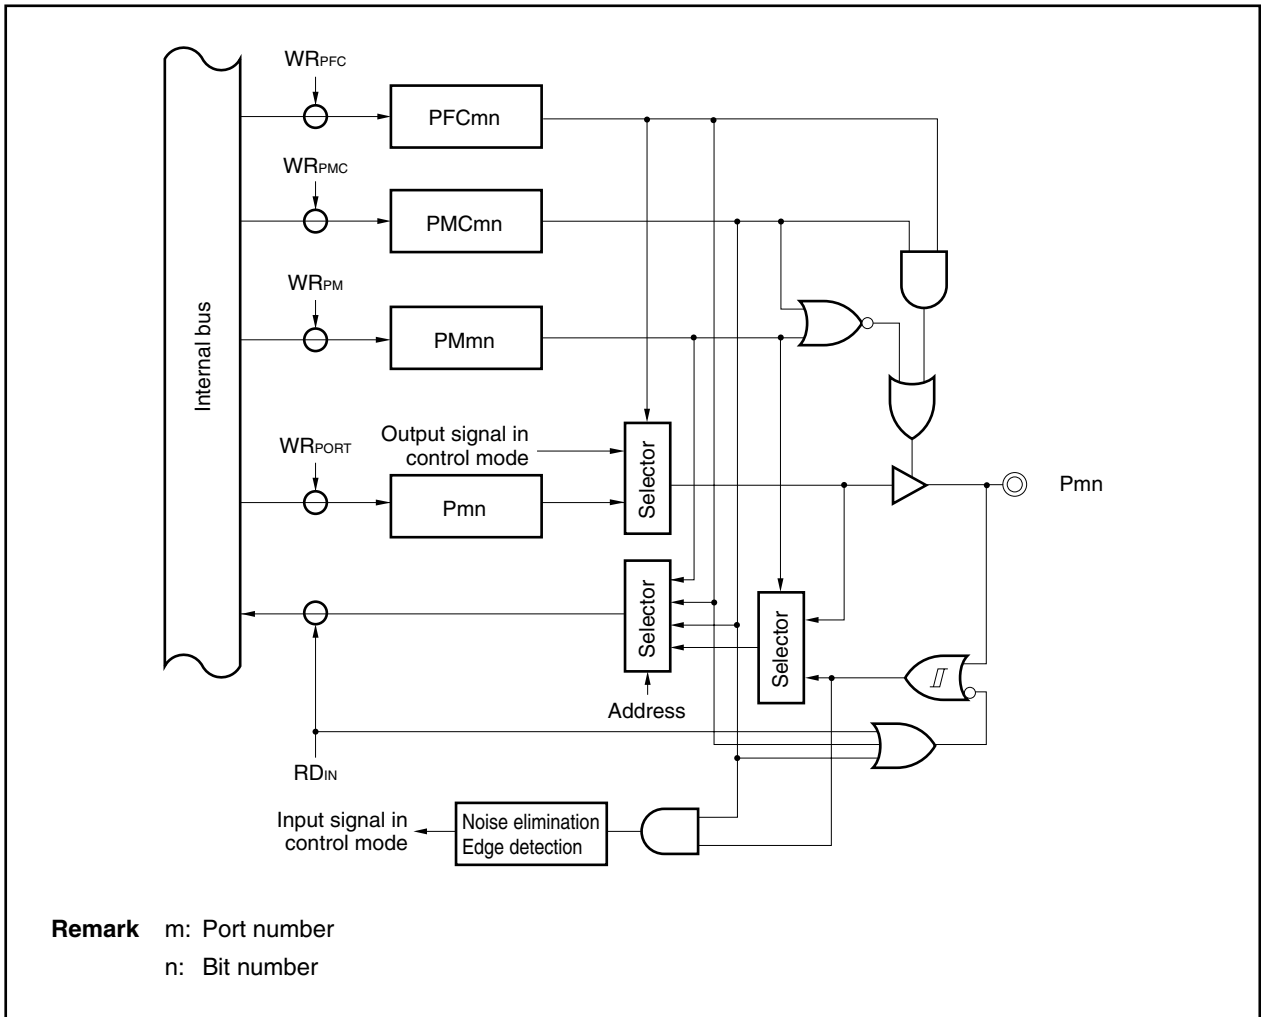 WRPFC
PFCmn
WRPMC
PMCmn
WRPM
PMmn
Internal bus
Output signal in
control mode
WRPORT
Pmn
Selector
Pmn
Selector
Selector
Address
RDIN
Input signal in
control mode
Noise elimination
Edge detection
Remark m: Port number
n: Bit number